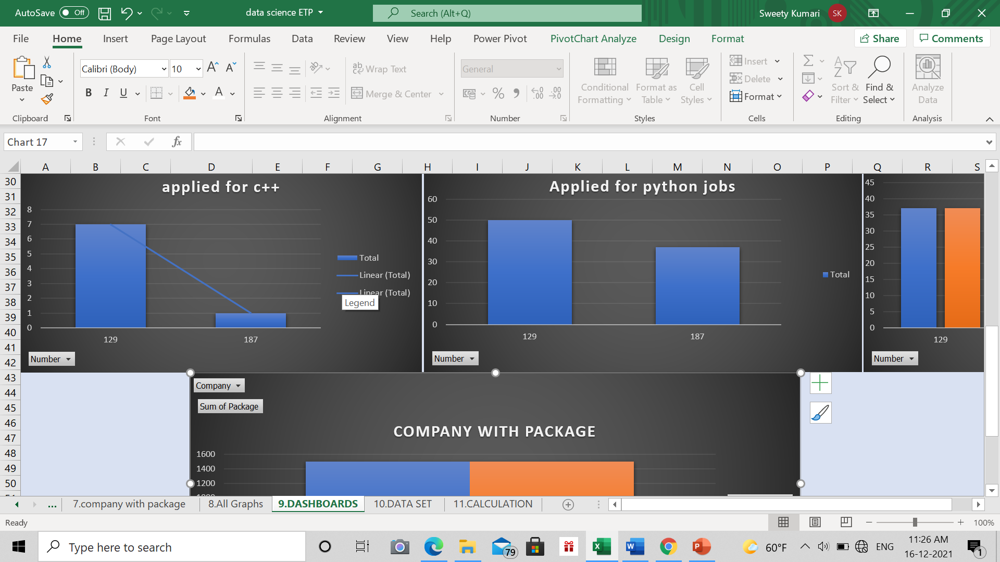 AutoSave Off data science ETP Search (Alt+Q) Sweety Kumari SK
File Home Insert Page Layout Formulas Data Review View Help Power Pivot PivotChart Analyze Design Format Share Comments
Paste
Calibri (Body) 10
B I U
Wrap Text
Merge & Center
General
Conditional Formatting
Format as Table
Cell Styles
Insert
Delete
Format
Sort & Filter
Find & Select
Analyze Data
Clipboard Font Alignment Number Styles Cells Editing Analysis
Chart 17 fx
A B C D E F G H I J K L M N O P Q R S
30
31
32
33
34
35
36
37
38
39
40
41
42
43
44
45
46
47
48
49
50
applied for c++
8
7
6
5
4
3
2
1
0
129 187
Total
Linear (Total)
Linear (Total)
Legend
Number
Applied for python jobs
60
50
40
30
20
10
0
129 187
Total
Number
45
40
35
30
25
20
15
10
5
0
129
Number
Company
Sum of Package
COMPANY WITH PACKAGE
1600
1400
1200
... 7.company with package 8.All Graphs 9.DASHBOARDS 10.DATA SET 11.CALCULATION
Ready 100%
Type here to search 79 60°F ENG 11:26 AM
16-12-2021 1